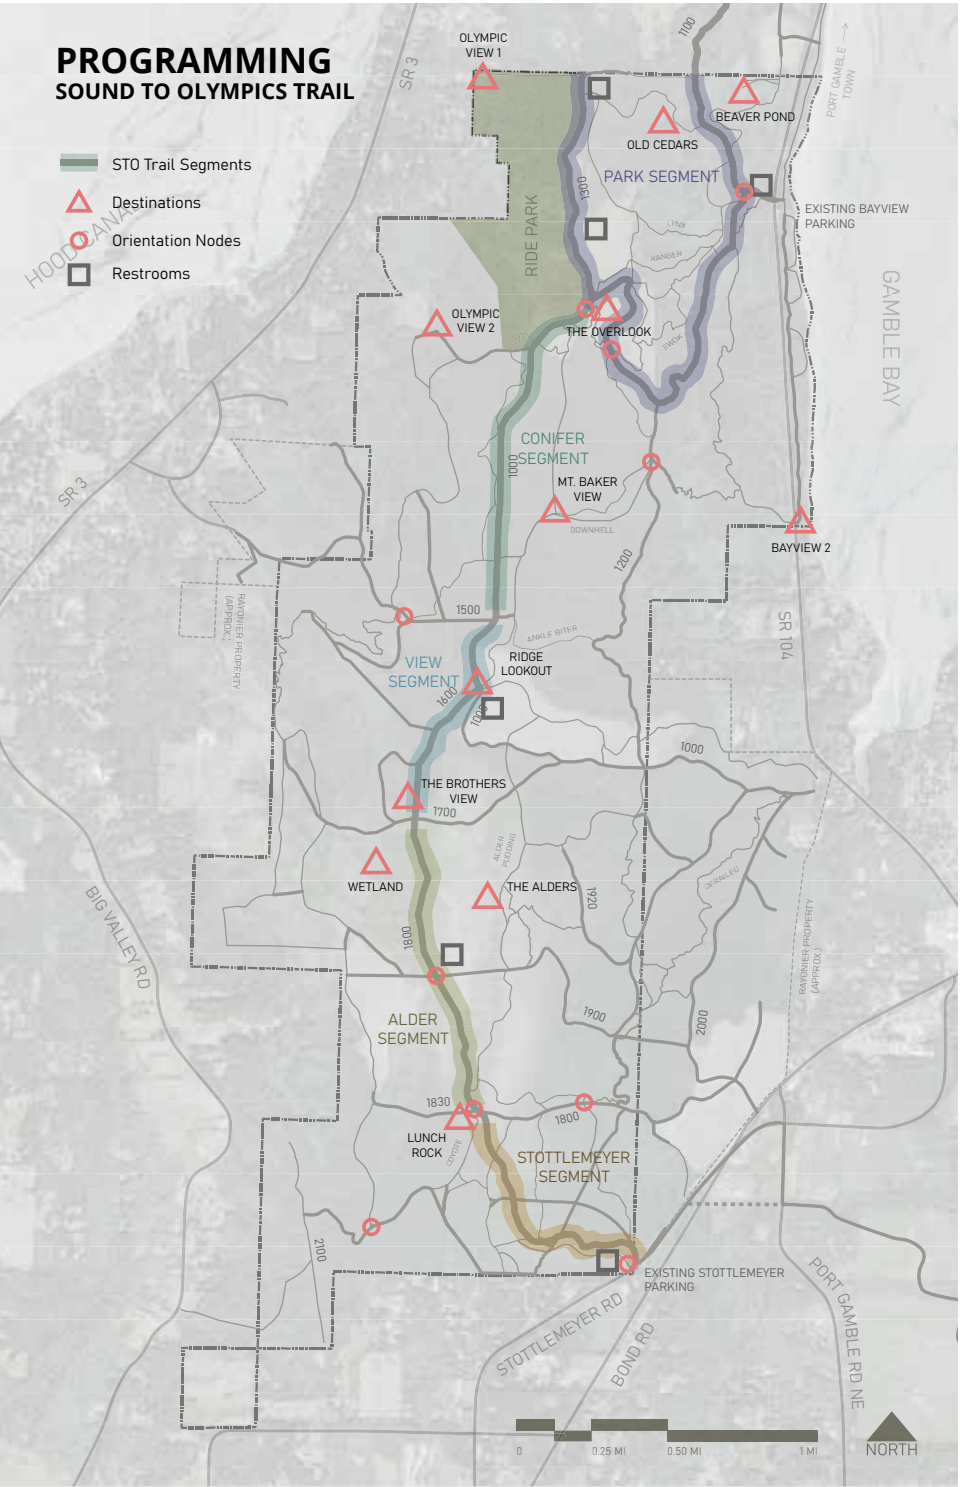 PROGRAMMING
SOUND TO OLYMPICS TRAIL
STO Trail Segments
Destinations
Orientation Nodes
Restrooms
HOOD CANAL
SR 3
OLYMPIC
VIEW 1
1100
PORT GAMBLE
TOWN
BEAVER POND
OLD CEDARS
PARK SEGMENT
1300
RIDE PARK
LYNX
RANGER
EWOK
EXISTING BAYVIEW
PARKING
GAMBLE BAY
OLYMPIC
VIEW 2
THE OVERLOOK
CONIFER
SEGMENT
1000
MT. BAKER
VIEW
DOWNHELL
SR 3
1200
BAYVIEW 2
RAYONIER PROPERTY
(APPROX.)
1500
ANKLE BITER
SR 104
VIEW
SEGMENT
RIDGE
LOOKOUT
1600
1000
1000
THE BROTHERS
VIEW
1700
ALDER
PUDDING
WETLAND
THE ALDERS
1920
DERAILED
BIG VALLEY RD
1800
RAYONIER PROPERTY
(APPROX.)
ALDER
SEGMENT
1900
2000
1830
1800
LUNCH
ROCK
COYOTE
STOTTLEMEYER
SEGMENT
2100
EXISTING STOTTLEMEYER
PARKING
STOTTLEMEYER RD
BOND RD
PORT GAMBLE RD NE
0
0.25 MI
0.50 MI
1 MI
NORTH